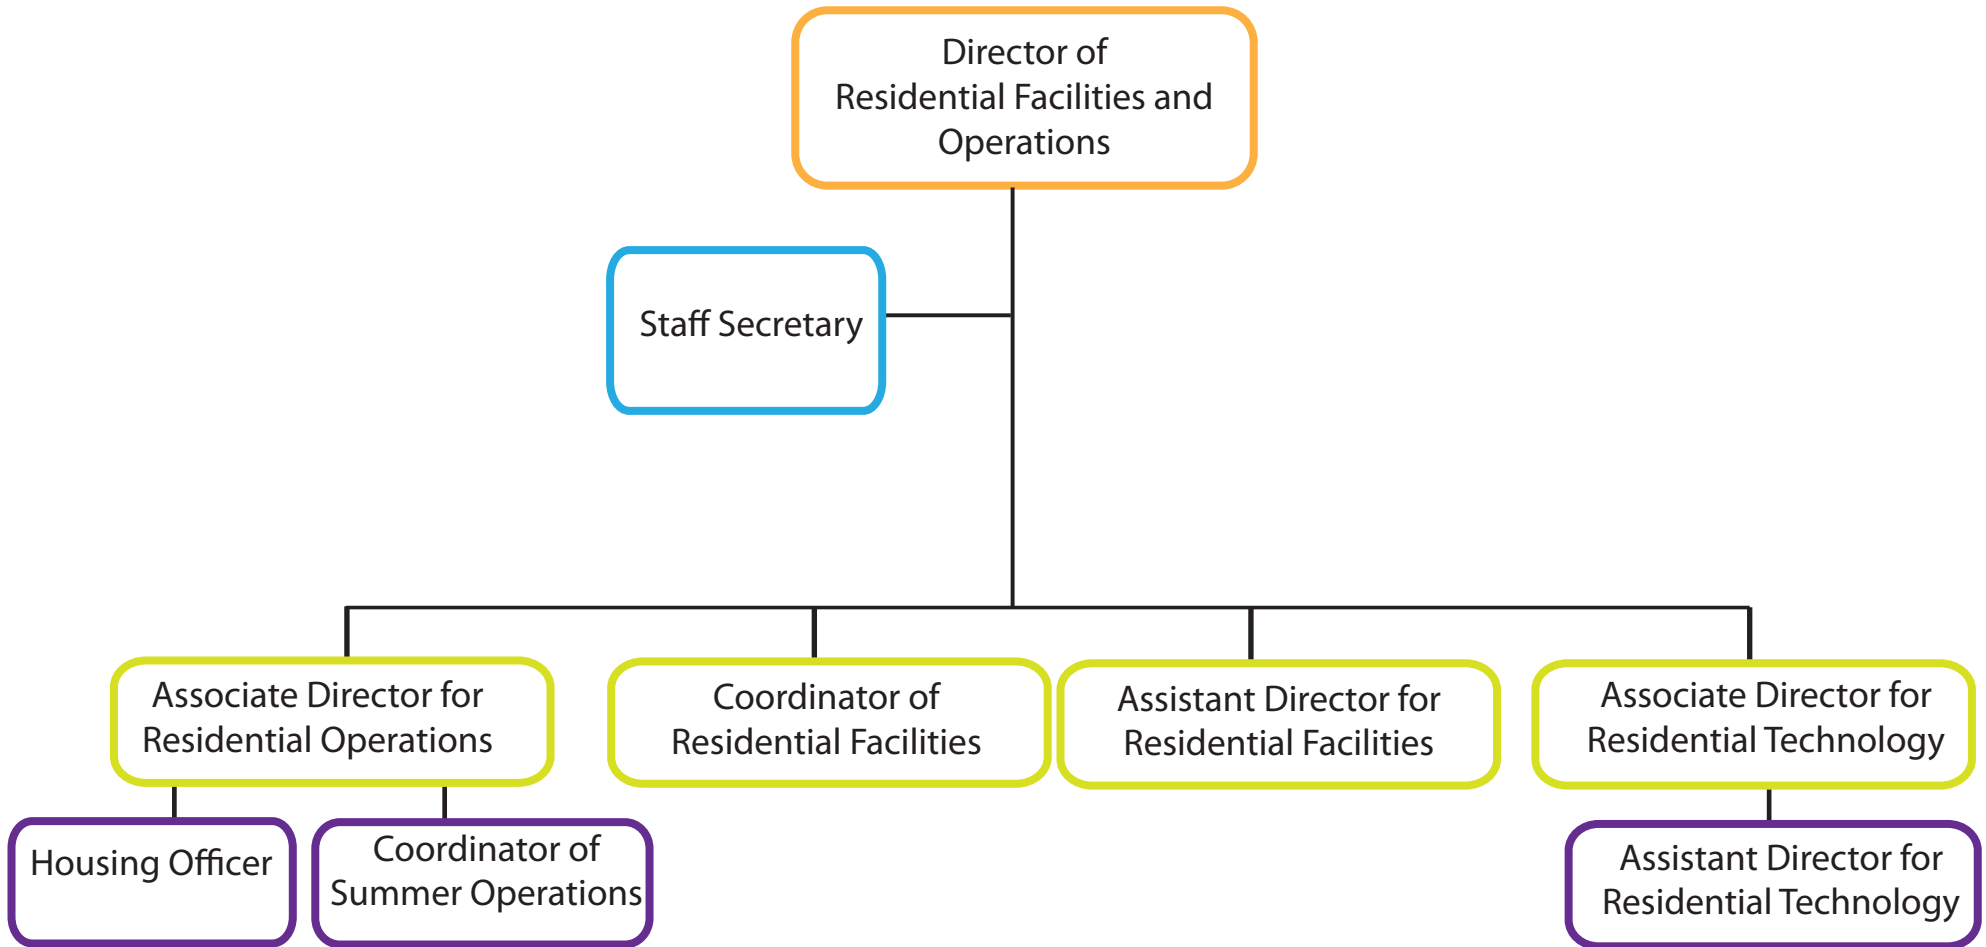 Director of
Residential Facilities and
Operations
Staff Secretary
Associate Director for
Residential Operations
Coordinator of
Residential Facilities
Assistant Director for
Residential Facilities
Associate Director for
Residential Technology
Housing Officer
Coordinator of
Summer Operations
Assistant Director for
Residential Technology